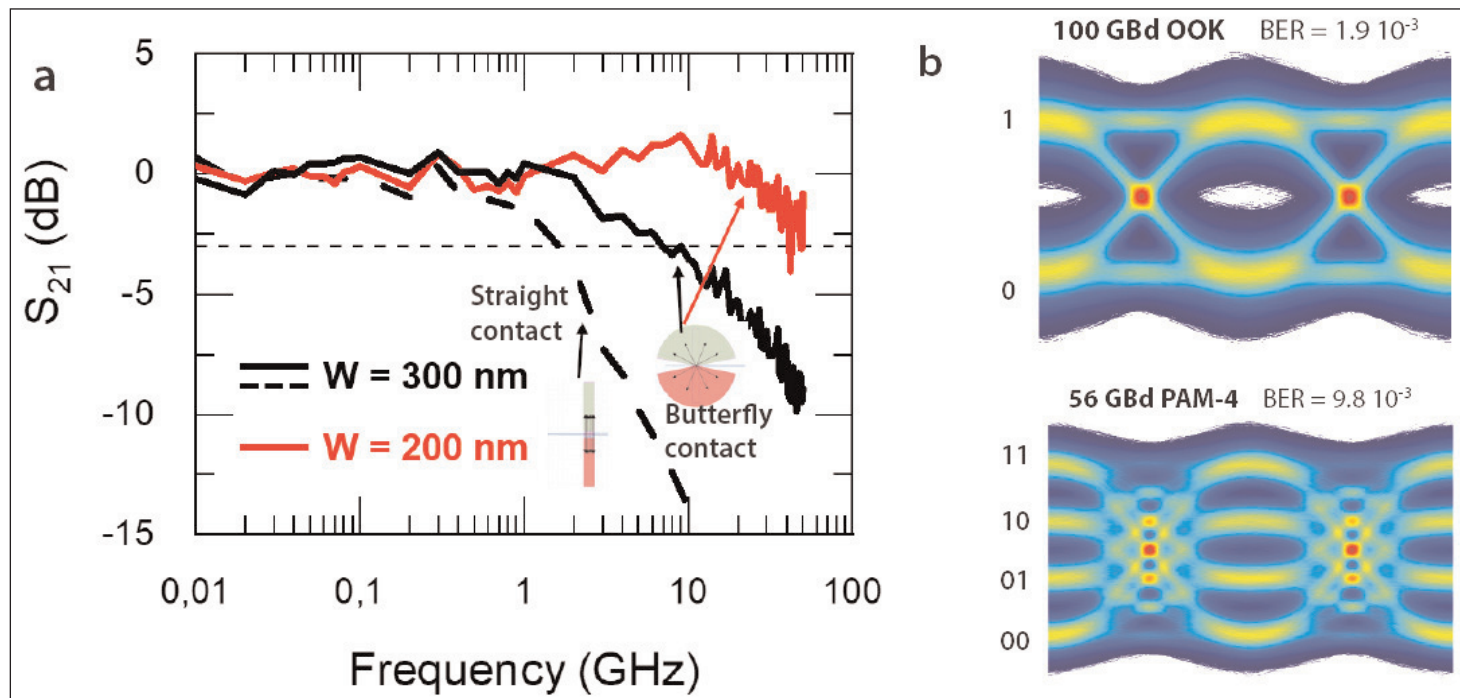 a
5
0
-5
-10
-15
S21 (dB)
Straight
contact
W = 300 nm
W = 200 nm
Butterfly
contact
0,01 0,1 1 10 100
Frequency (GHz)
b
100 GBd OOK BER = 1.9 10-3
1
0
56 GBd PAM-4 BER = 9.8 10-3
11
10
01
00